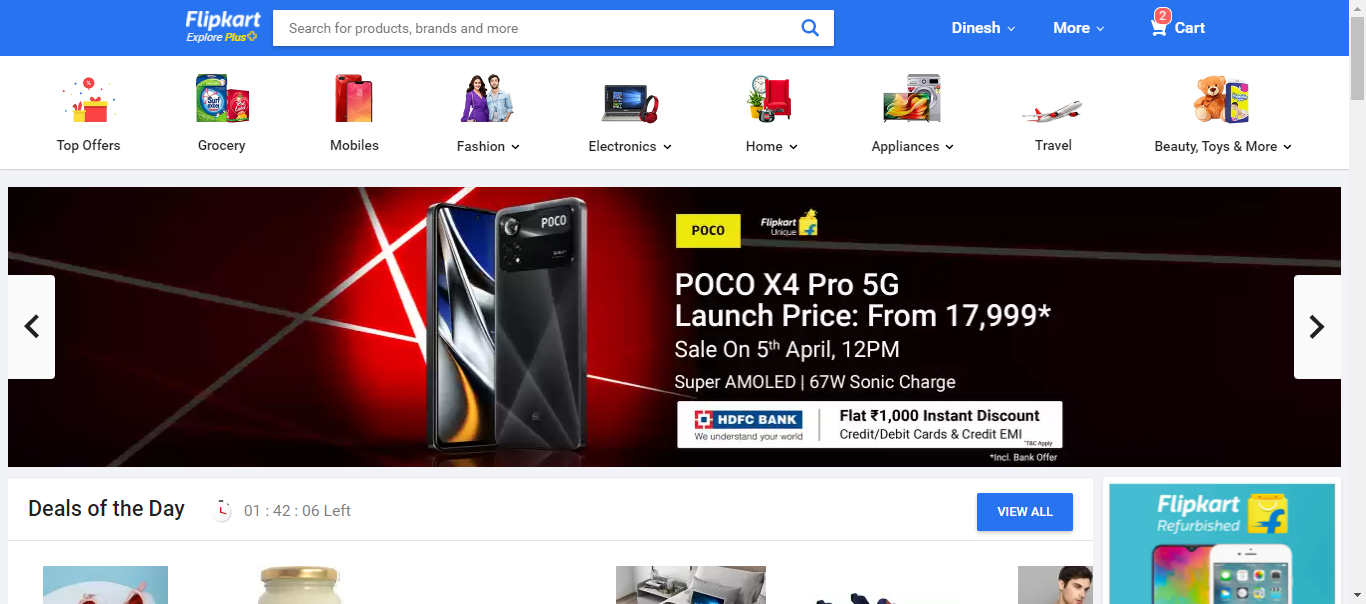 Flipkart
Explore Plus
Search for products, brands and more
Dinesh
More
2
Cart
Top Offers
Grocery
Mobiles
Fashion
Electronics
Home
Appliances
Travel
Beauty, Toys & More
POCO
POCO
Flipkart
Unique
POCO X4 Pro 5G
Launch Price: From 17,999*
Sale On 5th April, 12PM
Super AMOLED | 67W Sonic Charge
HDFC BANK
We understand your world
Flat ₹1,000 Instant Discount
Credit/Debit Cards & Credit EMI
*T&C Apply
*Incl. Bank Offer
Deals of the Day
01 : 42 : 06 Left
VIEW ALL
Flipkart
Refurbished